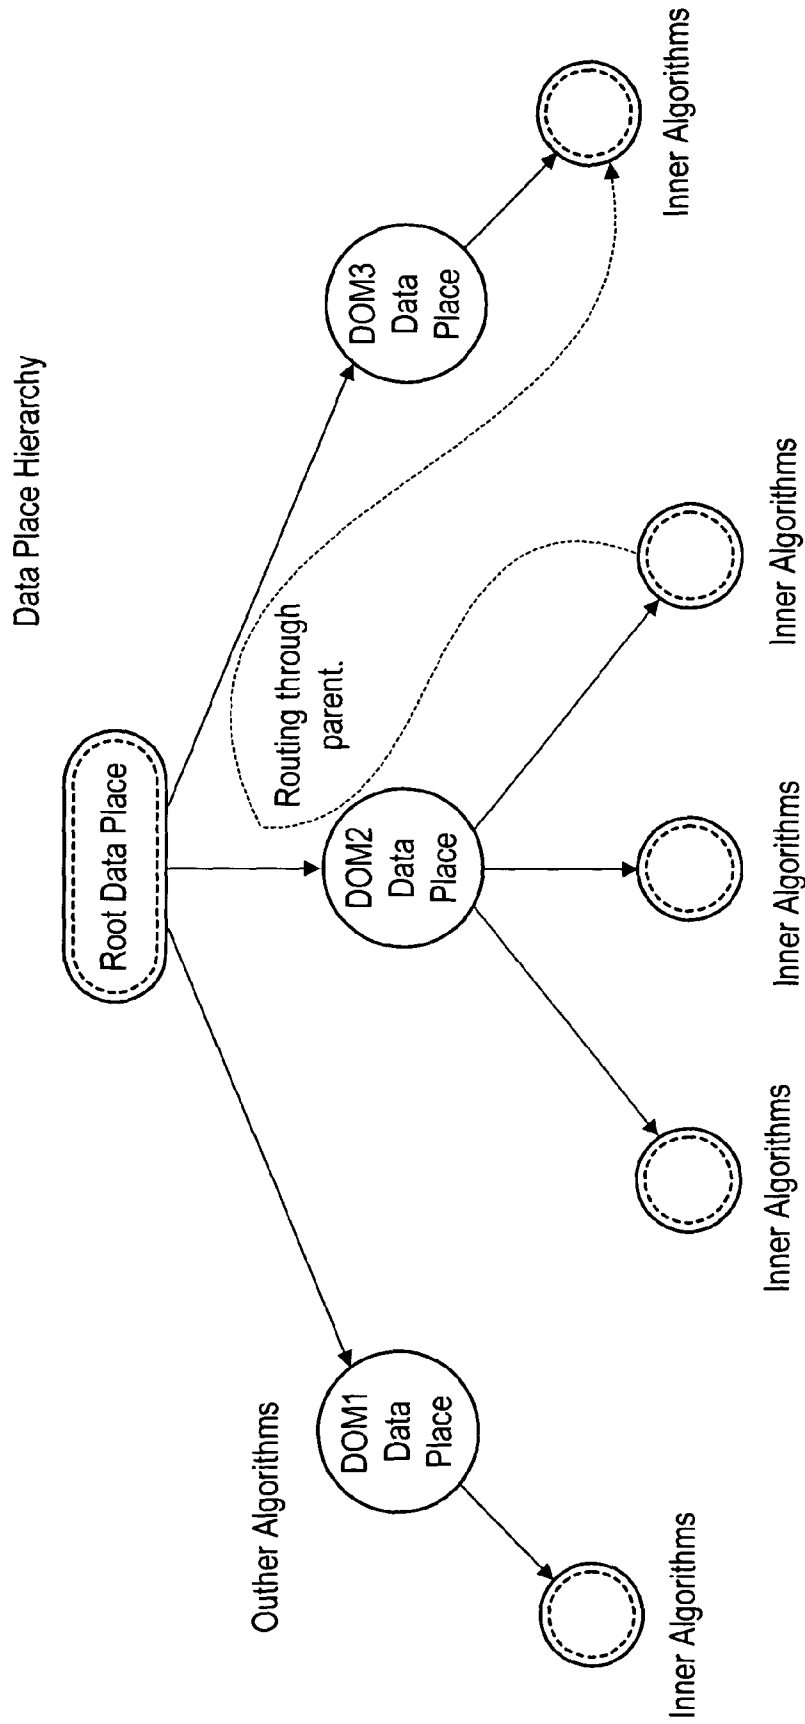 Data Place Hierarchy
Root Data Place
Outher Algorithms
Routing through
parent.
DOM1
Data
Place
DOM2
Data
Place
DOM3
Data
Place
Inner Algorithms
Inner Algorithms
Inner Algorithms
Inner Algorithms
Inner Algorithms